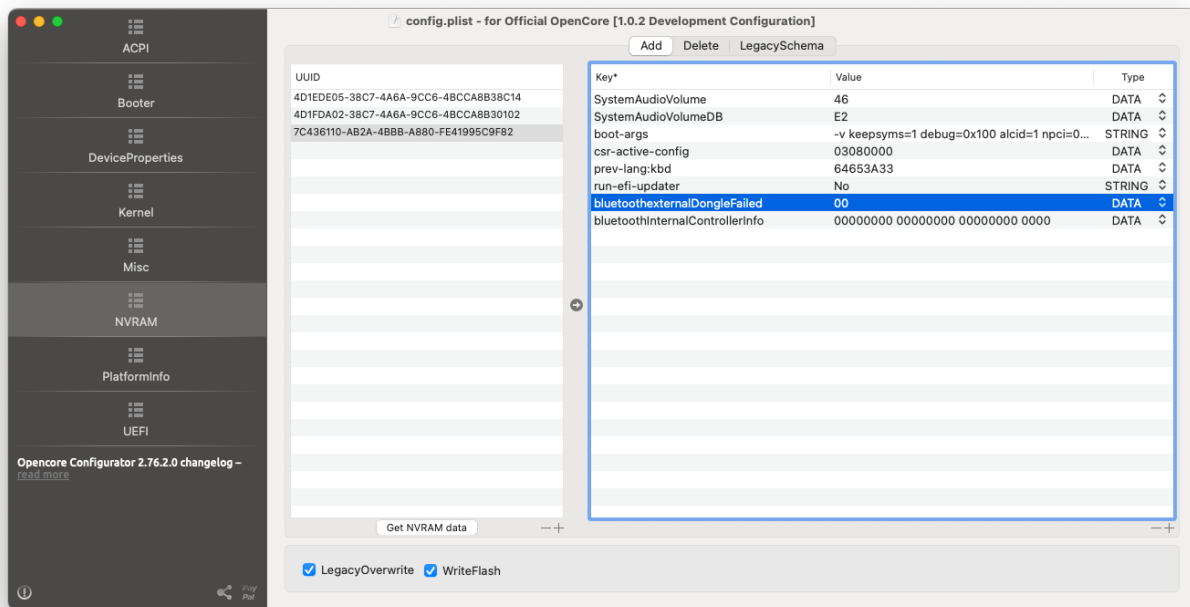 config.plist - for Official OpenCore [1.0.2 Development Configuration]
ACPI
Booter
DeviceProperties
Kernel
Misc
NVRAM
PlatformInfo
UEFI
Opencore Configurator 2.76.2.0 changelog –
read more
Pay
Pal
Add Delete LegacySchema
UUID
4D1EDE05-38C7-4A6A-9CC6-4BCCA8B38C14
4D1FDA02-38C7-4A6A-9CC6-4BCCA8B30102
7C436110-AB2A-4BBB-A880-FE41995C9F82
Get NVRAM data
Key* Value Type
SystemAudioVolume 46 DATA
SystemAudioVolumeDB E2 DATA
boot-args -v keepsyms=1 debug=0x100 alcid=1 npci=0... STRING
csr-active-config 03080000 DATA
prev-lang:kbd 64653A33 DATA
run-efi-updater No STRING
bluetoothexternalDongleFailed 00 DATA
bluetoothInternalControllerInfo 00000000 00000000 00000000 0000 DATA
LegacyOverwrite WriteFlash